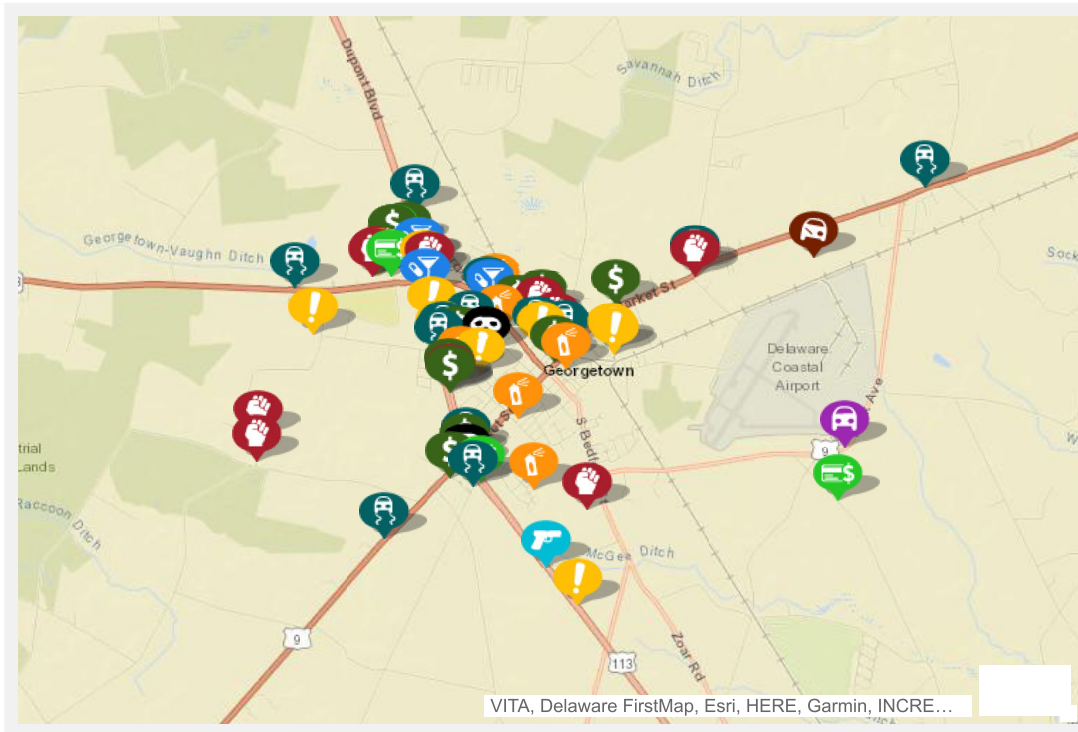 Dupont Blvd
Savannah Ditch
Georgetown-Vaughn Ditch
Sock
arket St
Delaware
Coastal
Airport
Georgetown
Ave
S Bedf
trial
Lands
9
Raccoon Ditch
McGee Ditch
9
113
Zoar Rd
VITA, Delaware FirstMap, Esri, HERE, Garmin, INCRE…